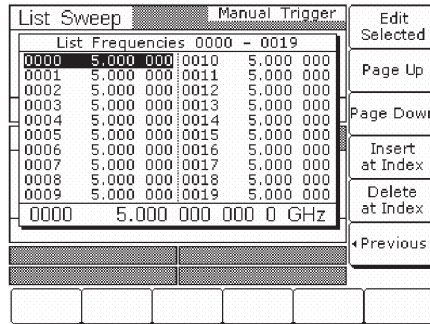 List Sweep
Manual Trigger
List Frequencies 0000 - 0019
0000 5.000 000 0010 5.000 000
0001 5.000 000 0011 5.000 000
0002 5.000 000 0012 5.000 000
0003 5.000 000 0013 5.000 000
0004 5.000 000 0014 5.000 000
0005 5.000 000 0015 5.000 000
0006 5.000 000 0016 5.000 000
0007 5.000 000 0017 5.000 000
0008 5.000 000 0018 5.000 000
0009 5.000 000 0019 5.000 000
0000 5.000 000 000 0 GHz
Edit
Selected
Page Up
Page Down
Insert
at Index
Delete
at Index
Previous